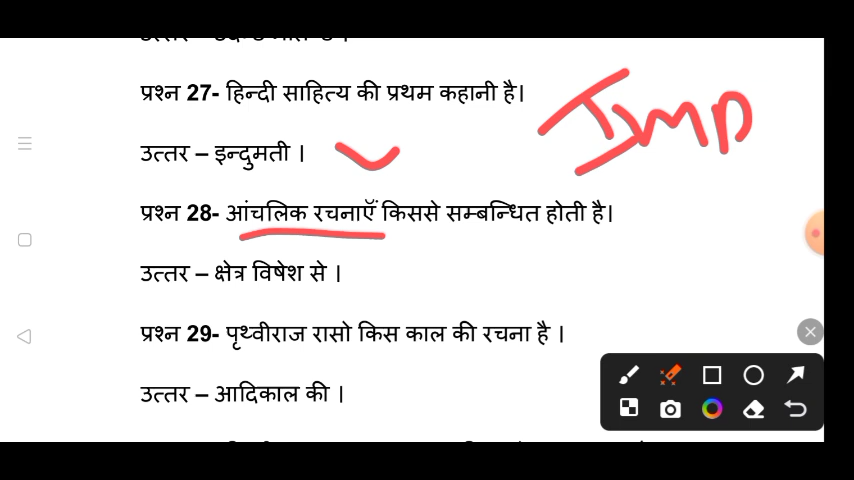 प्रश्न 27- हिन्दी साहित्य की प्रथम कहानी है।
Imp
उत्तर – इन्दुमती ।
प्रश्न 28- आंचलिक रचनाएँ किससे सम्बन्धित होती है।
उत्तर – क्षेत्र विषेश से ।
प्रश्न 29- पृथ्वीराज रासो किस काल की रचना है ।
उत्तर – आदिकाल की ।